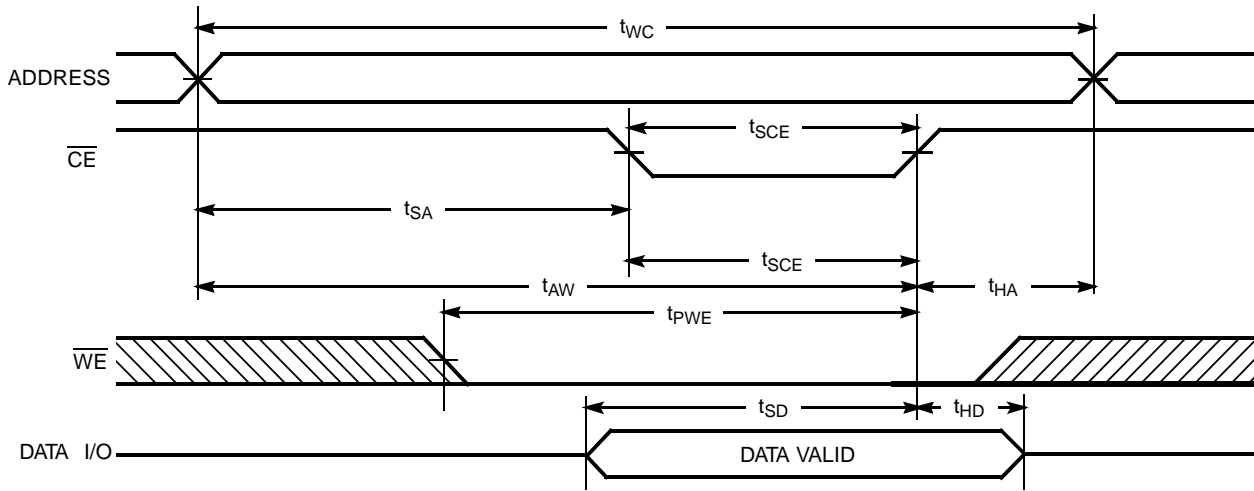 tWC
ADDRESS
CE
tSCE
tSA
tSCE
tAW
tHA
tPWE
WE
tSD
tHD
DATA I/O
DATA VALID